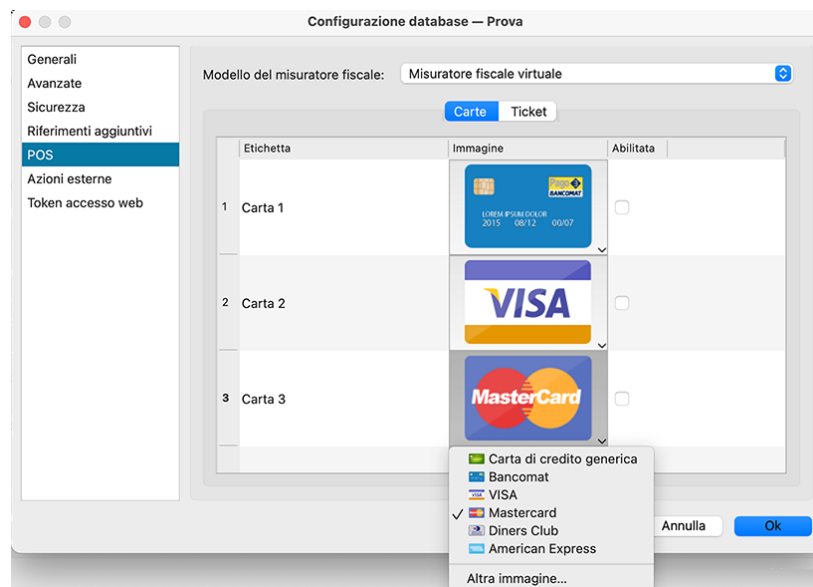 Configurazione database — Prova
Generali
Avanzate
Sicurezza
Riferimenti aggiuntivi
POS
Azioni esterne
Token accesso web
Modello del misuratore fiscale: Misuratore fiscale virtuale
Carte Ticket
Etichetta Immagine Abilitata
Pago
BANCOMAT
LOREM IPSUM DOLOR
2015 08/12 00/07
1 Carta 1
VISA
2 Carta 2
MasterCard
3 Carta 3
Carta di credito generica
Bancomat
VISA
✓ Mastercard
Diners Club
American Express
Altra immagine...
Annulla Ok